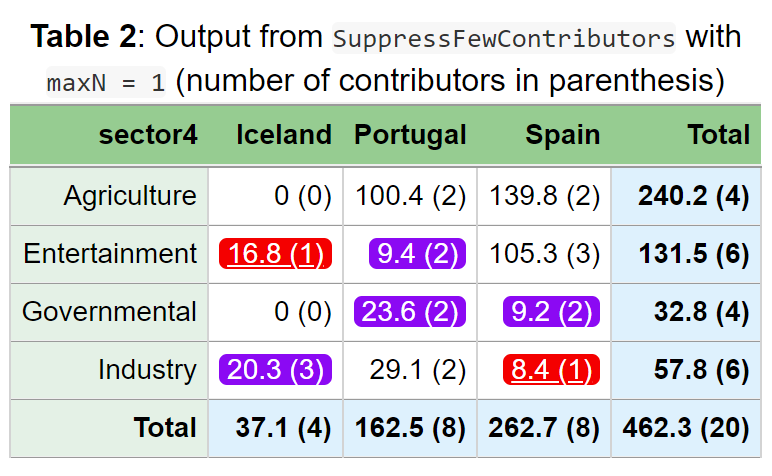 Table 2: Output from SuppressFewContributors with
maxN = 1 (number of contributors in parenthesis)
sector4 Iceland Portugal Spain Total
Agriculture 0 (0) 100.4 (2) 139.8 (2) 240.2 (4)
Entertainment 16.8 (1) 9.4 (2) 105.3 (3) 131.5 (6)
Governmental 0 (0) 23.6 (2) 9.2 (2) 32.8 (4)
Industry 20.3 (3) 29.1 (2) 8.4 (1) 57.8 (6)
Total 37.1 (4) 162.5 (8) 262.7 (8) 462.3 (20)